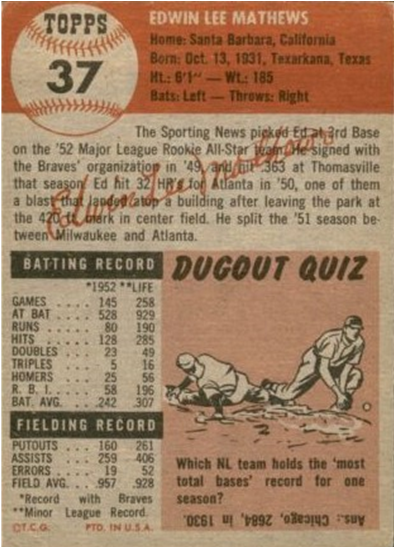 TOPPS
37
EDWIN LEE MATHEWS
Home: Santa Barbara, California
Born: Oct. 13, 1931, Texarkana, Texas
Ht.: 6'1" — Wt.: 185
Bats: Left — Throws: Right
The Sporting News picked Ed at 3rd Base
on the '52 Major League Rookie All-Star team. He signed with
the Braves' organization in '49 and hit .363 at Thomasville
that season. Ed hit 32 HRs for Atlanta in '50, one of them
a blast that landed on a building after leaving the park at
the 420 ft. mark in center field. He split the '51 season be-
tween Milwaukee and Atlanta.
Edwin Lee Mathews
BATTING RECORD
*1952 **LIFE
GAMES .... 145 258
AT BAT .... 528 929
RUNS .... 80 190
HITS .... 128 285
DOUBLES .. 23 49
TRIPLES ... 5 16
HOMERS .. 25 56
R. B. I. .... 58 196
BAT. AVG. . .242 .307
FIELDING RECORD
PUTOUTS ... 160 261
ASSISTS .... 259 406
ERRORS .... 19 52
FIELD AVG. . .957 .928
*Record with Braves
**Minor League Record.
©T.C.G. PTD. IN U.S.A.
DUGOUT QUIZ
Which NL team holds the 'most
total bases' record for one
season?
Ans.: Chicago, 2684, in 1930.